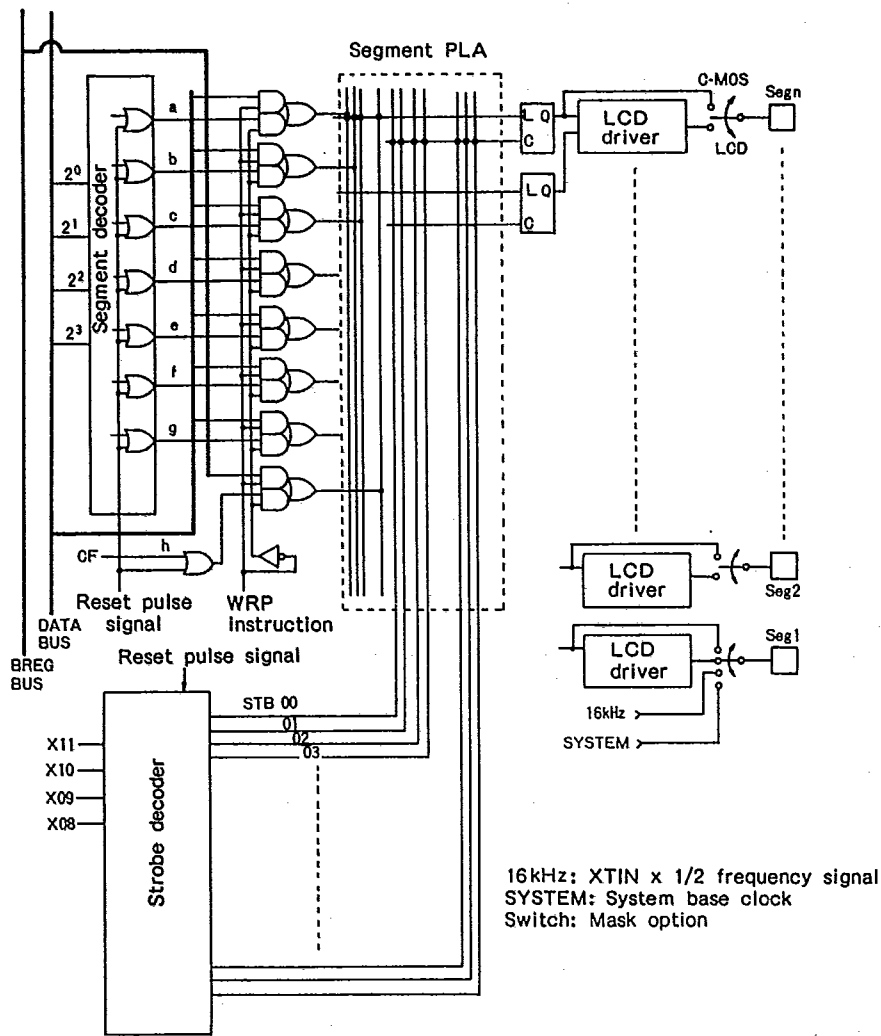 Segment PLA
C-MOS
Segn
a
b
c
d
e
f
g
2⁰
2¹
2²
2³
Segment decoder
L Q
C
LCD
driver
LCD
L Q
C
CF
h
Reset pulse
signal
WRP
instruction
DATA
BUS
BREG
BUS
Reset pulse signal
LCD
driver
Seg2
LCD
driver
Seg1
16kHz
SYSTEM
STB 00
01
02
03
X11
X10
X09
X08
Strobe decoder
16kHz: XTIN x 1/2 frequency signal
SYSTEM: System base clock
Switch: Mask option